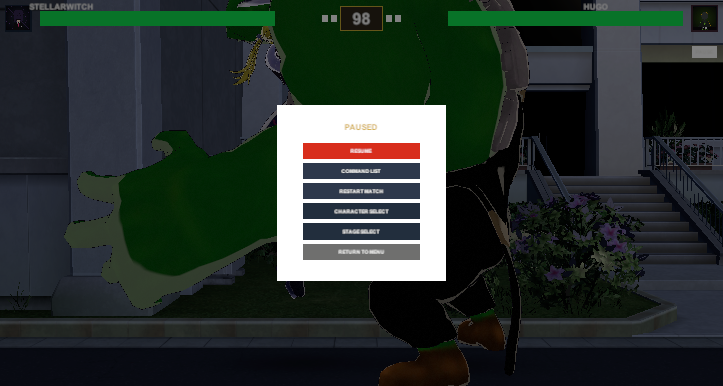 STELLARWITCH
HUGO
98
PAUSED
RESUME
COMMAND LIST
RESTART MATCH
CHARACTER SELECT
STAGE SELECT
RETURN TO MENU